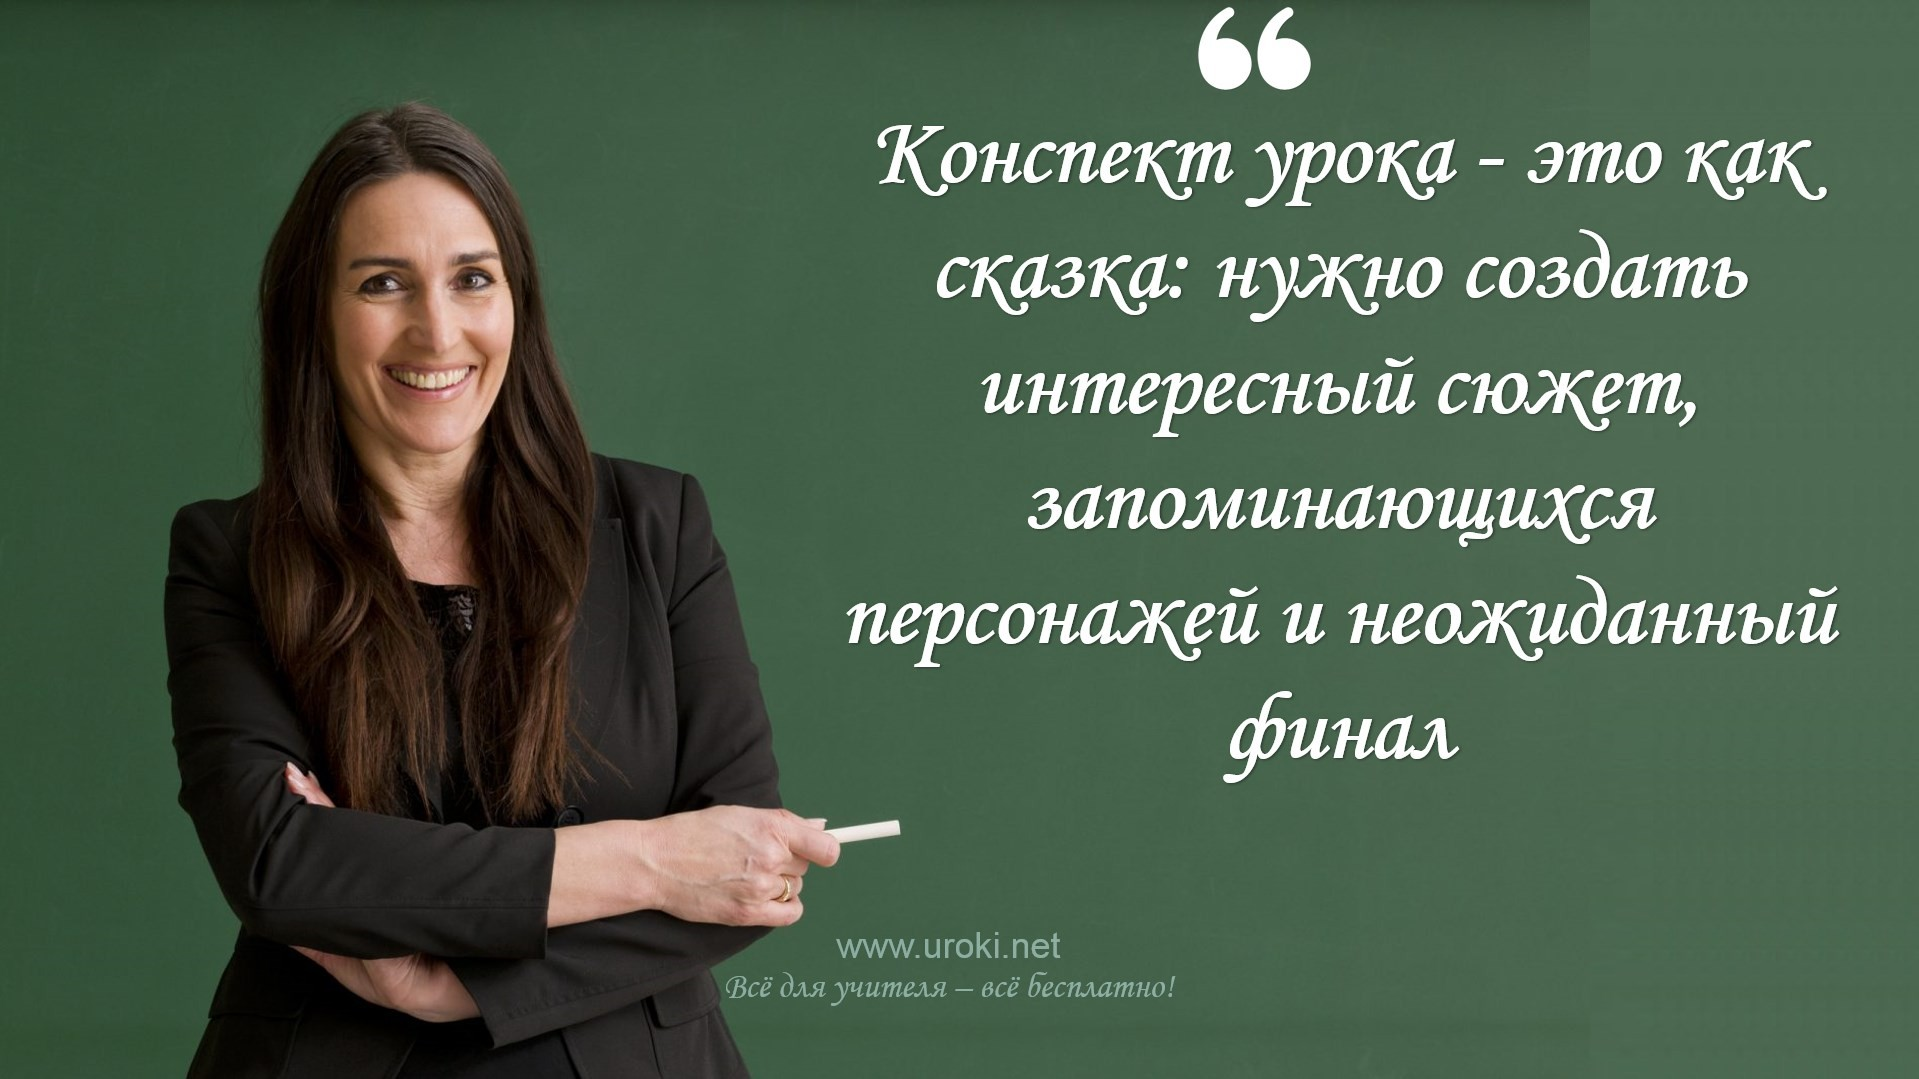 Конспект урока - это как
сказка: нужно создать
интересный сюжет,
запоминающихся
персонажей и неожиданный
финал
www.uroki.net
Всё для учителя – всё бесплатно!